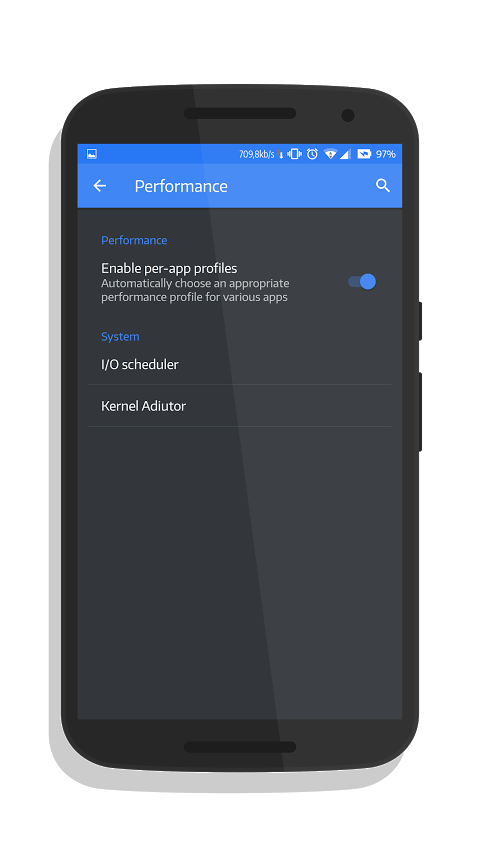 709,8kb/s 97%
Performance
Performance
Enable per-app profiles
Automatically choose an appropriate
performance profile for various apps
System
I/O scheduler
Kernel Adiutor